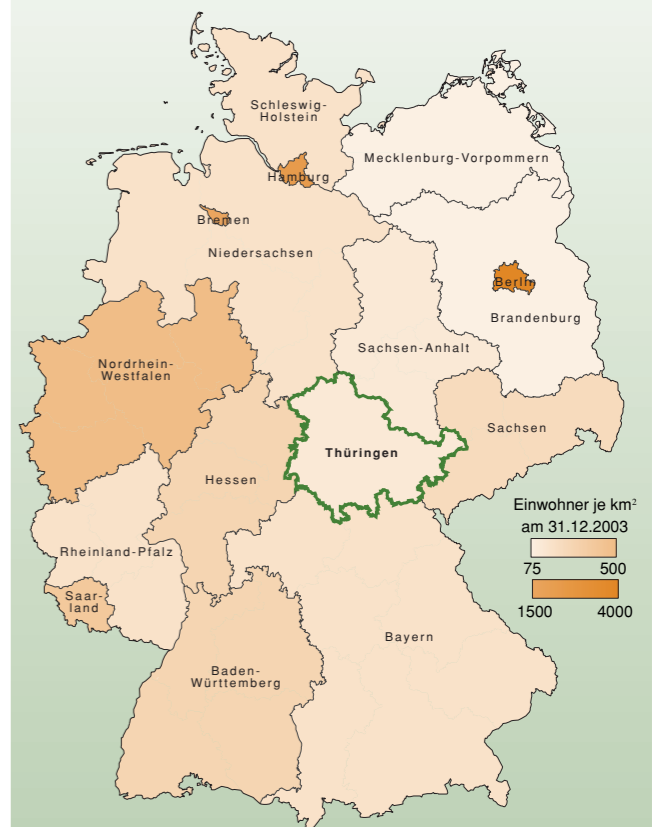 Schleswig-
Holstein
Mecklenburg-Vorpommern
Hamburg
Bremen
Niedersachsen
Berlin
Brandenburg
Sachsen-Anhalt
Nordrhein-
Westfalen
Sachsen
Thüringen
Hessen
Einwohner je km²
am 31.12.2003
75 500
1500 4000
Rheinland-Pfalz
Saar-
land
Bayern
Baden-
Württemberg